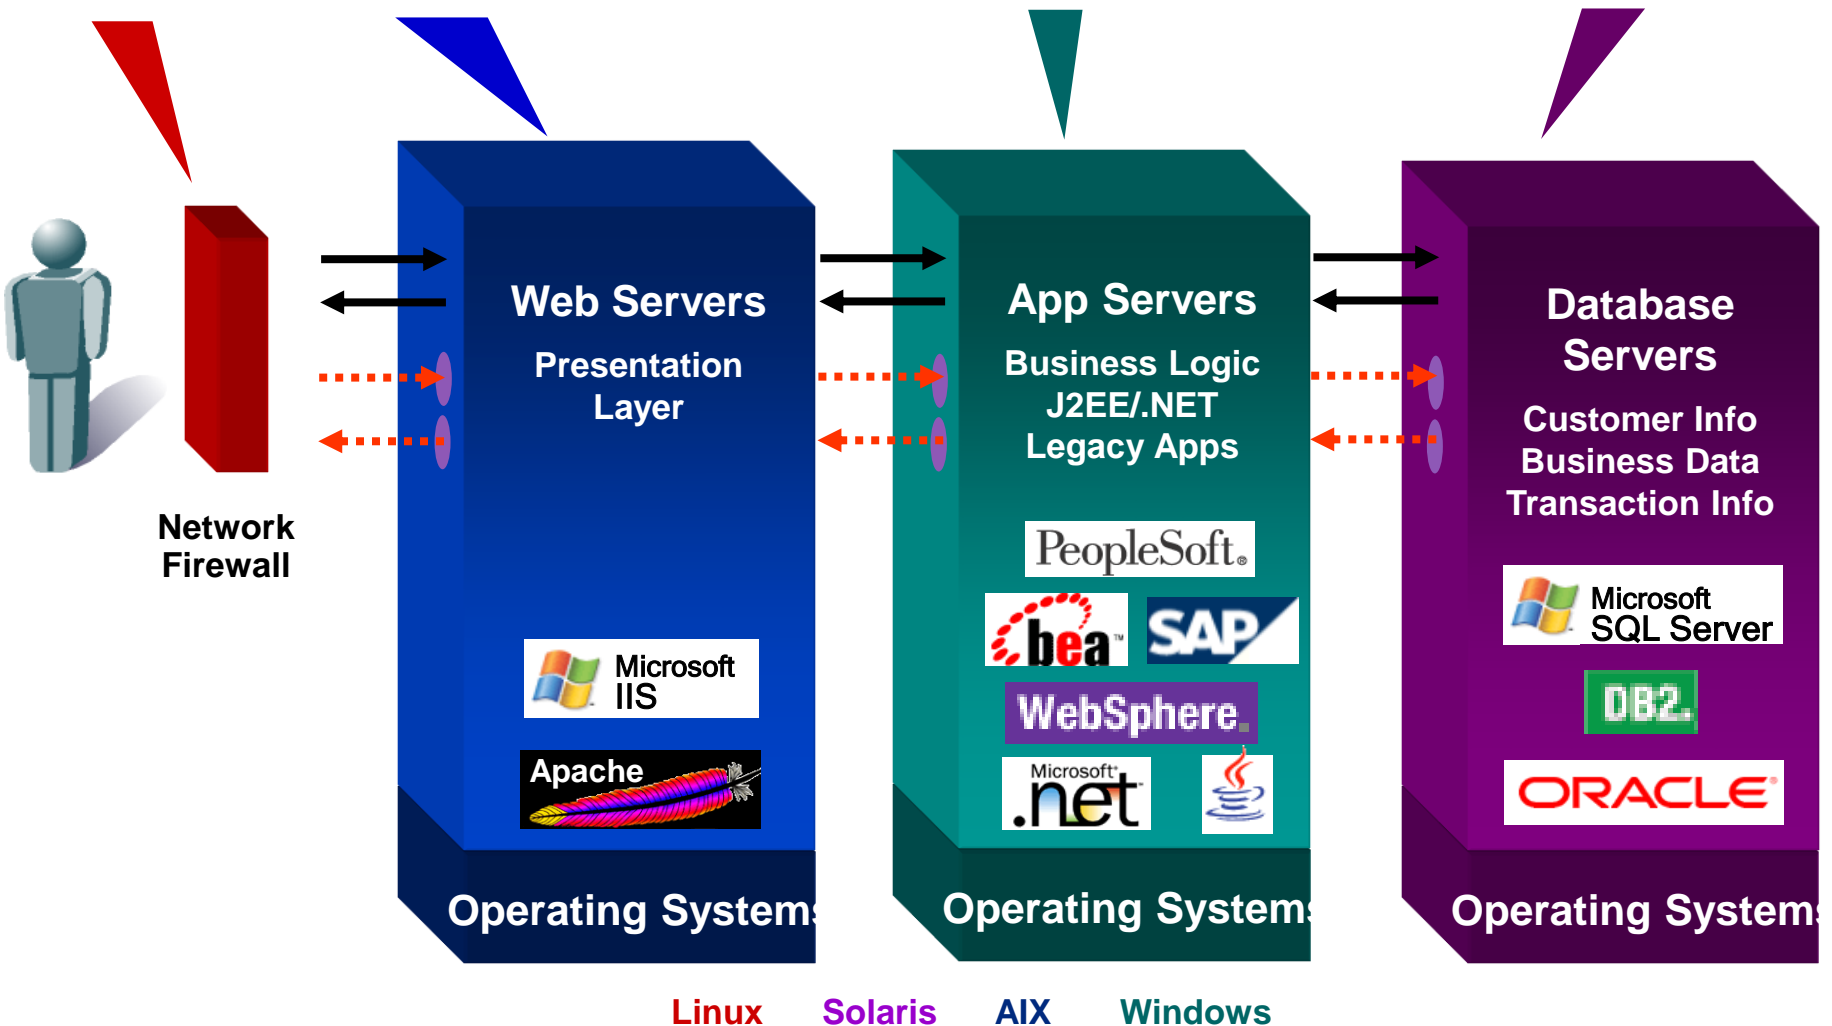 Network
Firewall
Web Servers
Presentation
Layer
Microsoft
IIS
Apache
Operating Systems
App Servers
Business Logic
J2EE/.NET
Legacy Apps
PeopleSoft®
bea™
SAP
WebSphere.
Microsoft®
.net™
Operating Systems
Database
Servers
Customer Info
Business Data
Transaction Info
Microsoft
SQL Server
DB2.
ORACLE®
Operating Systems
Linux Solaris AIX Windows